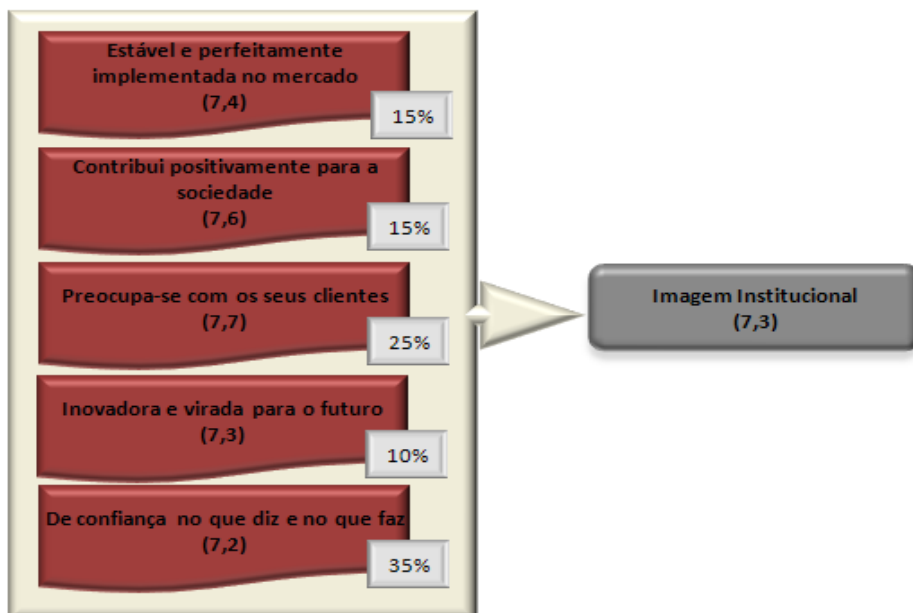 Estável e perfeitamente
implementada no mercado
(7,4)
15%
Contribui positivamente para a
sociedade
(7,6)
15%
Preocupa-se com os seus clientes
(7,7)
25%
Inovadora e virada para o futuro
(7,3)
10%
De confiança no que diz e no que faz
(7,2)
35%
Imagem Institucional
(7,3)